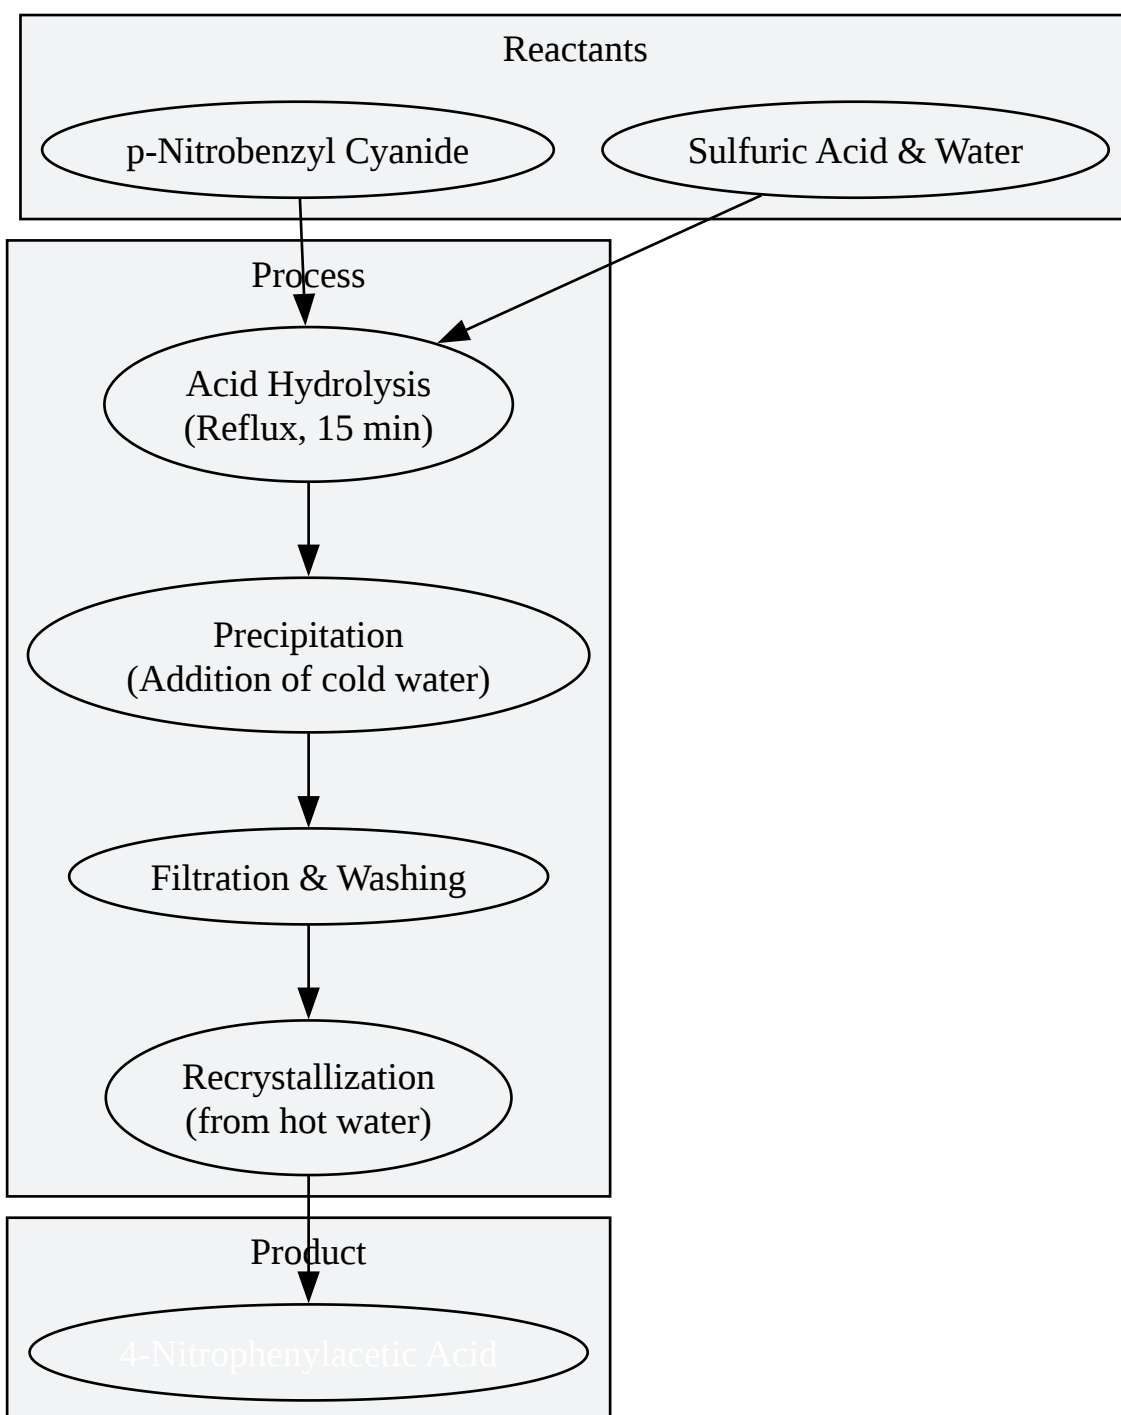 Reactants
p-Nitrobenzyl Cyanide
Sulfuric Acid & Water
Process
Acid Hydrolysis
(Reflux, 15 min)
Precipitation
(Addition of cold water)
Filtration & Washing
Recrystallization
(from hot water)
Product
4-Nitrophenylacetic Acid